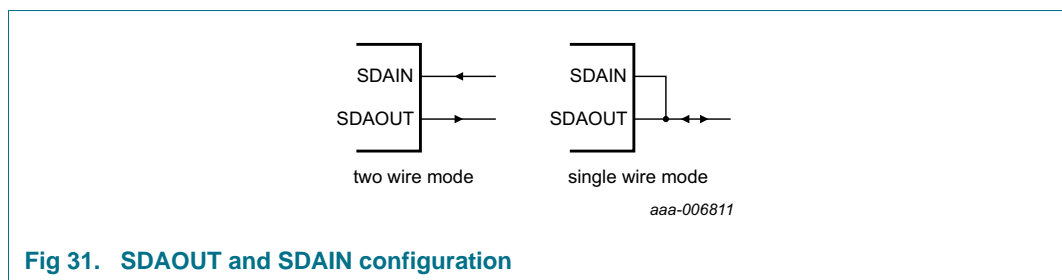 SDAIN
SDAOUT
two wire mode
SDAIN
SDAOUT
single wire mode
aaa-006811
Fig 31. SDAOUT and SDAIN configuration